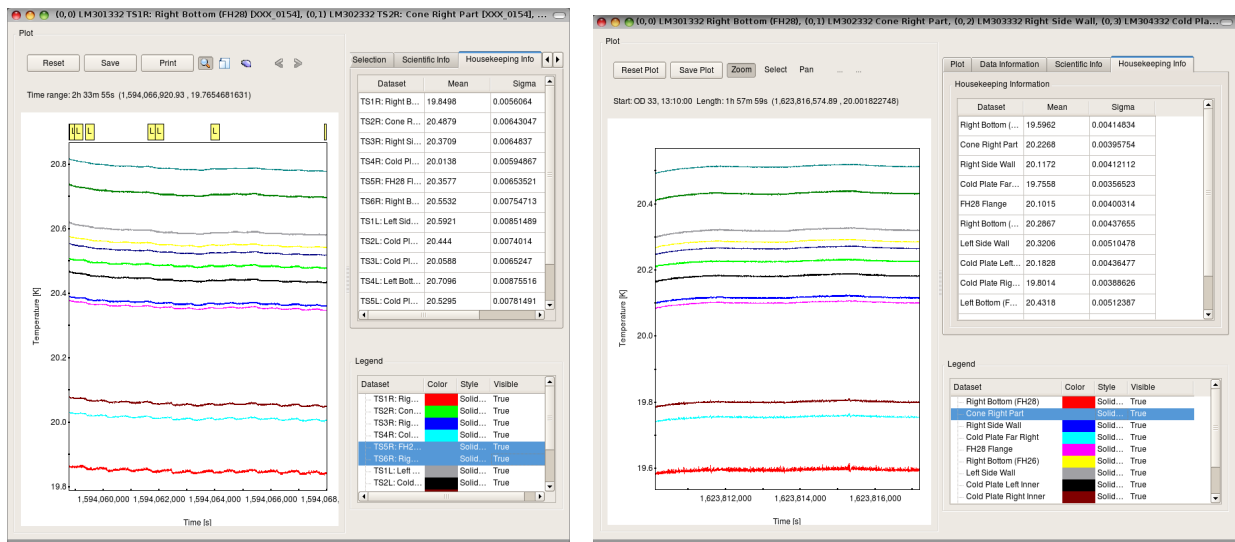 (0,0) LM301332 TS1R: Right Bottom (FH28) [XXX_0154], (0,1) LM302332 TS2R: Cone Right Part [XXX_0154], ...
Plot
Reset Save Print
Time range: 2h 33m 55s (1,594,066,920.93 , 19.7654681631)
L L L L L L
20.8
20.6
20.4
20.2
20.0
19.8
Temperature [K]
1,594,060,000 1,594,062,000 1,594,064,000 1,594,066,000 1,594,068,
Time [s]
Selection Scientific Info Housekeeping Info
Dataset Mean Sigma
TS1R: Right B... 19.8498 0.0056064
TS2R: Cone R... 20.4879 0.00643047
TS3R: Right Si... 20.3709 0.0064837
TS4R: Cold Pl... 20.0138 0.00594867
TS5R: FH28 Fl... 20.3577 0.00653521
TS6R: Right B... 20.5532 0.00754713
TS1L: Left Sid... 20.5921 0.00851489
TS2L: Cold Pl... 20.444 0.0074014
TS3L: Cold Pl... 20.0588 0.0065247
TS4L: Left Bott... 20.7096 0.00875516
TS5L: Cold Pl... 20.5295 0.00781491
Legend
Dataset Color Style Visible
TS1R: Rig... Solid... True
TS2R: Con... Solid... True
TS3R: Rig... Solid... True
TS4R: Col... Solid... True
TS5R: FH2... Solid... True
TS6R: Rig... Solid... True
TS1L: Left ... Solid... True
TS2L: Cold... Solid... True
(0,0) LM301332 Right Bottom (FH28), (0,1) LM302332 Cone Right Part, (0,2) LM303332 Right Side Wall, (0,3) LM304332 Cold Pla...
Plot
Reset Plot Save Plot Zoom Select Pan ... ...
Start: OD 33, 13:10:00 Length: 1h 57m 59s (1,623,816,574.89 , 20.001822748)
20.4
20.2
20.0
19.8
19.6
Temperature [K]
1,623,812,000 1,623,814,000 1,623,816,000
Time [s]
Plot Data Information Scientific Info Housekeeping Info
Housekeeping Information
Dataset Mean Sigma
Right Bottom (... 19.5962 0.00414834
Cone Right Part 20.2268 0.00395754
Right Side Wall 20.1172 0.00412112
Cold Plate Far... 19.7558 0.00356523
FH28 Flange 20.1015 0.00400314
Right Bottom (... 20.2867 0.00437655
Left Side Wall 20.3206 0.00510478
Cold Plate Left... 20.1828 0.00436477
Cold Plate Rig... 19.8014 0.00388626
Left Bottom (F... 20.4318 0.00512387
Legend
Dataset Color Style Visible
Right Bottom (FH28) Solid... True
Cone Right Part Solid... True
Right Side Wall Solid... True
Cold Plate Far Right Solid... True
FH28 Flange Solid... True
Right Bottom (FH26) Solid... True
Left Side Wall Solid... True
Cold Plate Left Inner Solid... True
Cold Plate Right Inner Solid... True